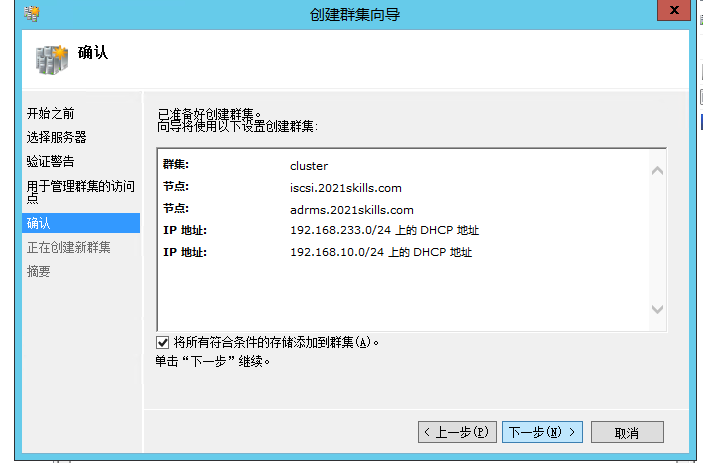 创建群集向导
x
确认
开始之前
选择服务器
验证警告
用于管理群集的访问
点
确认
正在创建新群集
摘要
已准备好创建群集。
向导将使用以下设置创建群集:
群集: cluster
节点: iscsi.2021skills.com
节点: adrms.2021skills.com
IP 地址: 192.168.233.0/24 上的 DHCP 地址
IP 地址: 192.168.10.0/24 上的 DHCP 地址
将所有符合条件的存储添加到群集(A)。
单击“下一步”继续。
< 上一步(P) 下一步(N) > 取消